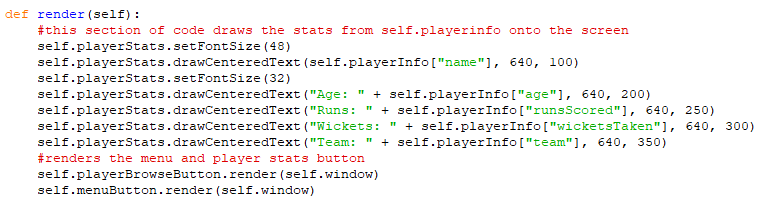 def render(self):
    #this section of code draws the stats from self.playerinfo onto the screen
    self.playerStats.setFontSize(48)
    self.playerStats.drawCenteredText(self.playerInfo["name"], 640, 100)
    self.playerStats.setFontSize(32)
    self.playerStats.drawCenteredText("Age: " + self.playerInfo["age"], 640, 200)
    self.playerStats.drawCenteredText("Runs: " + self.playerInfo["runsScored"], 640, 250)
    self.playerStats.drawCenteredText("Wickets: " + self.playerInfo["wicketsTaken"], 640, 300)
    self.playerStats.drawCenteredText("Team: " + self.playerInfo["team"], 640, 350)
    #renders the menu and player stats button
    self.playerBrowseButton.render(self.window)
    self.menuButton.render(self.window)